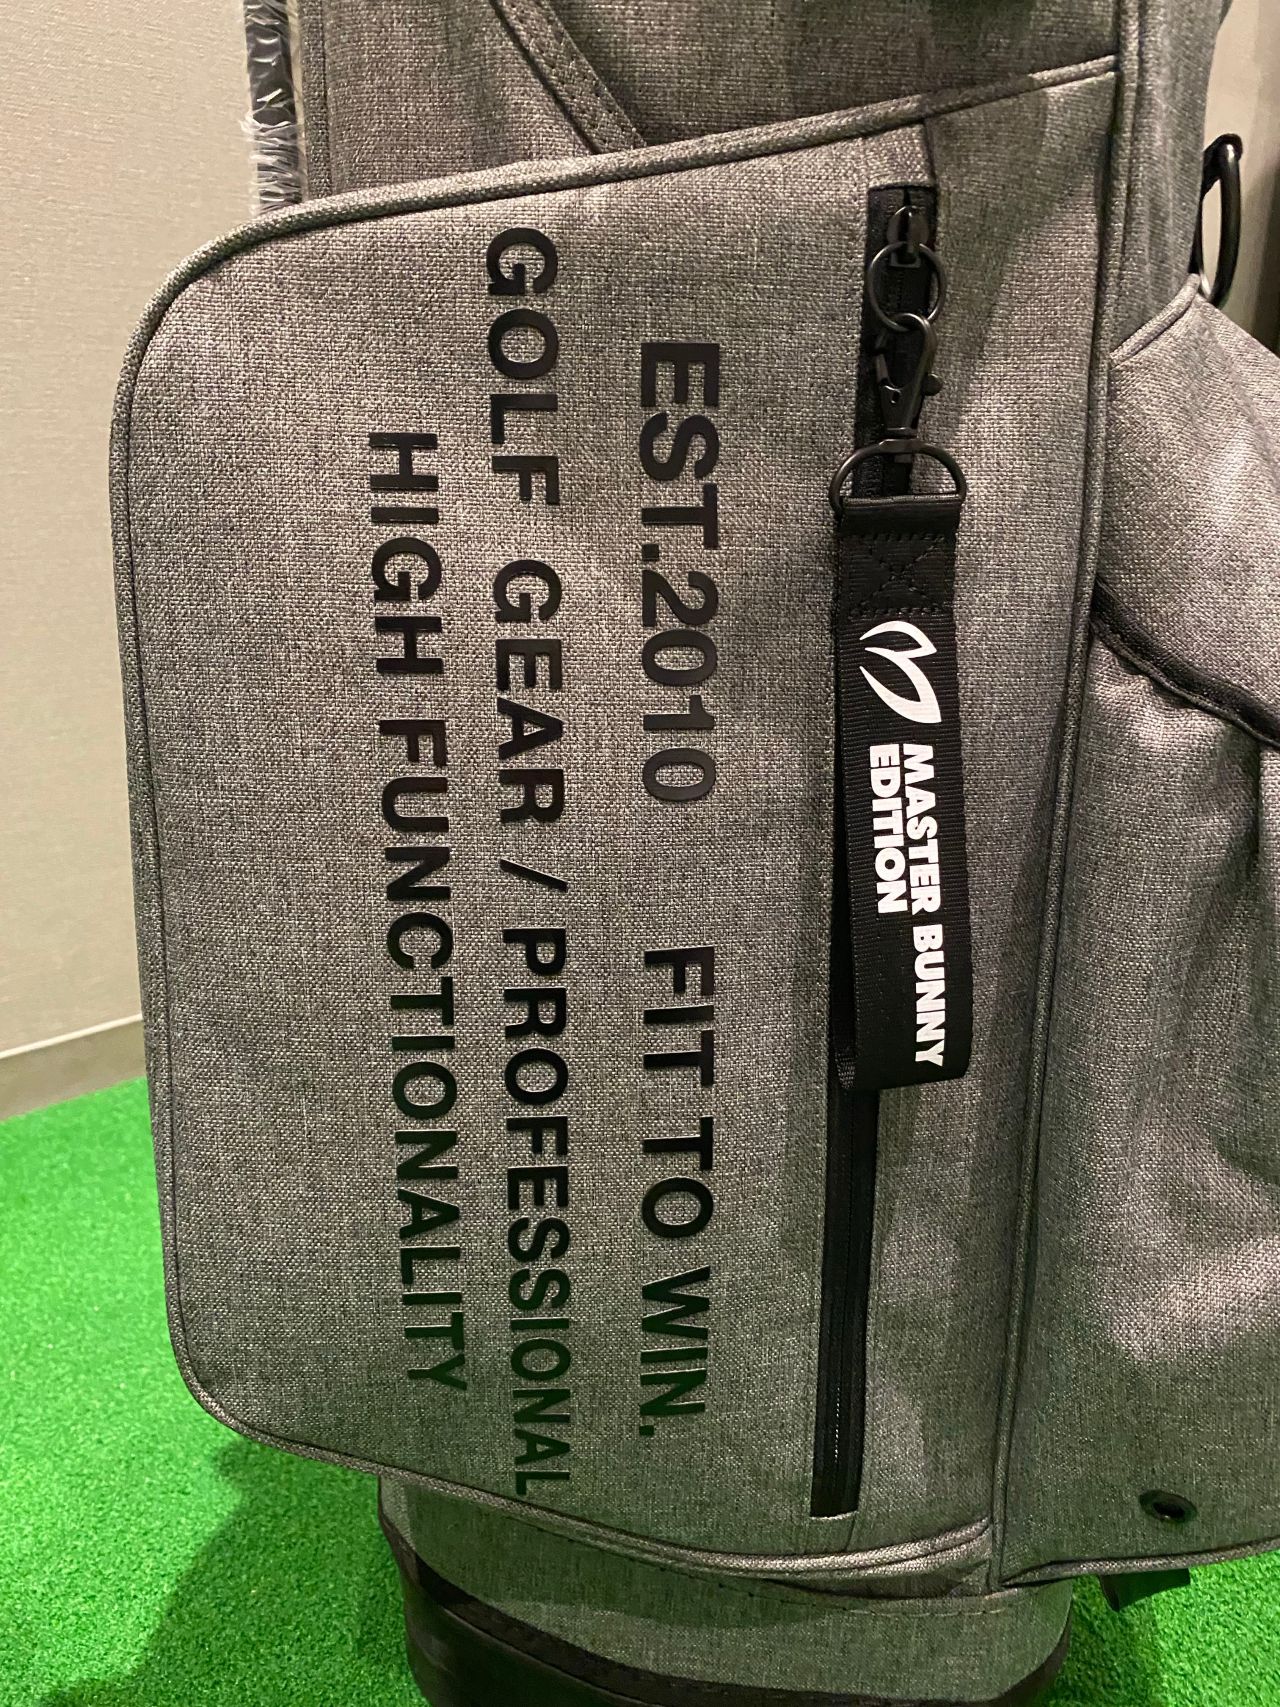 MASTER BUNNY
EDITION
EST.2010 FIT TO WIN.
GOLF GEAR / PROFESSIONAL
HIGH FUNCTIONALITY